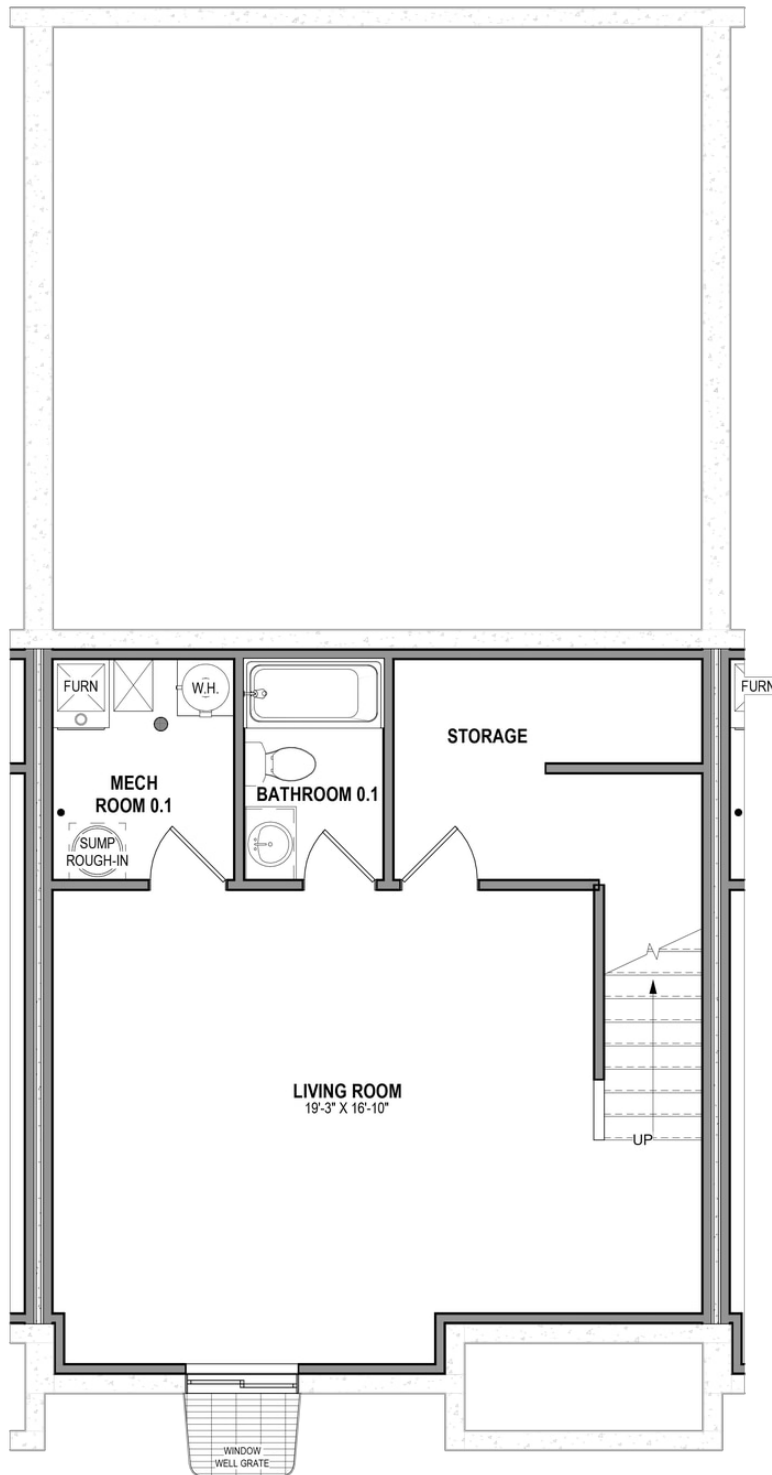 FURN
W.H.
FURN
STORAGE
MECH
ROOM 0.1
BATHROOM 0.1
SUMP
ROUGH-IN
LIVING ROOM
19'-3" X 16'-10"
UP
WINDOW
WELL GRATE